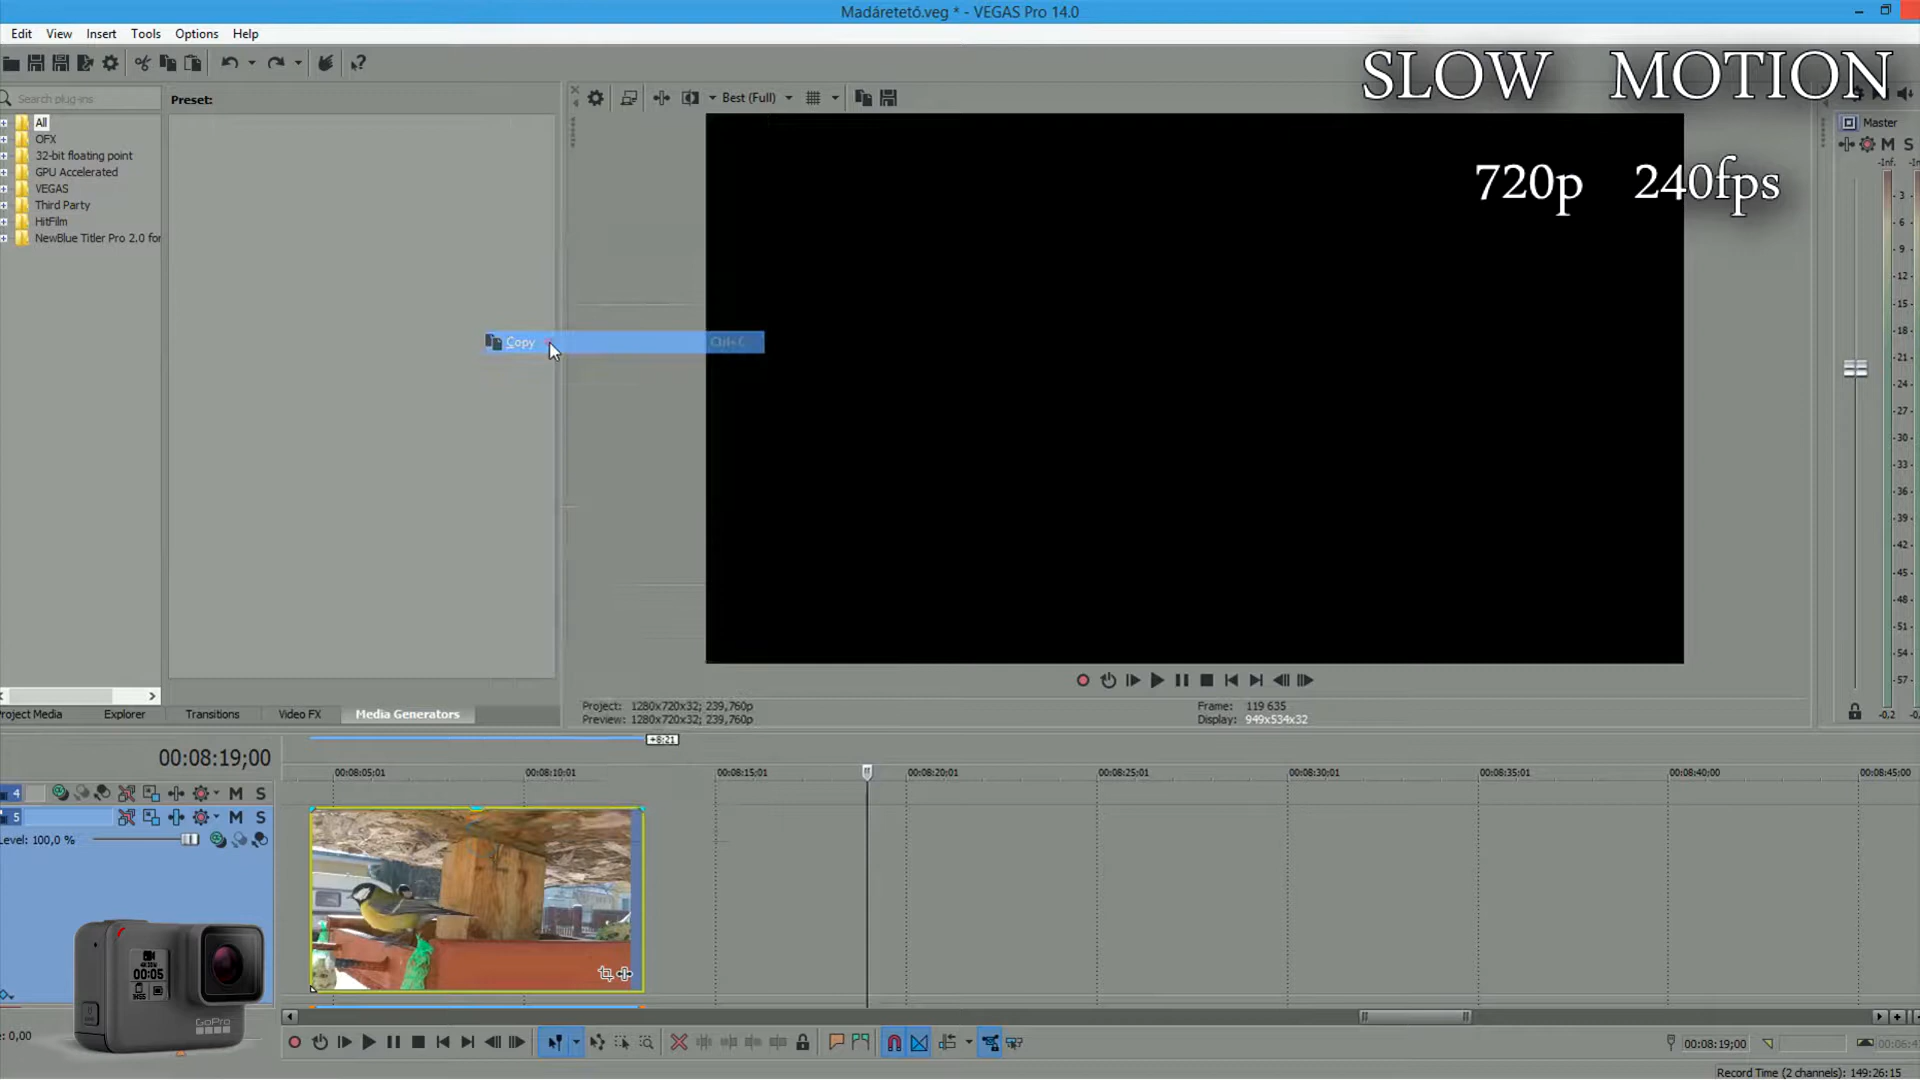 Madáretető.veg * - VEGAS Pro 14.0
Edit View Insert Tools Options Help
SLOW MOTION
720p 240fps
Search plug-ins
Preset:
Best (Full)
Master
M S
-Inf.
All
OFX
32-bit floating point
GPU Accelerated
VEGAS
Third Party
HitFilm
NewBlue Titler Pro 2.0 for
Copy Ctrl+C
- 3 -
- 6 -
- 9 -
-12-
-15-
-18-
-21-
-24-
-27-
-30-
-33-
-36-
-39-
-42-
-45-
-48-
-51-
-54-
-57-
-0,2
roject Media Explorer Transitions Video FX Media Generators
Project: 1280x720x32; 239,760p
Preview: 1280x720x32; 239,760p
Frame: 119 635
Display: 949x534x32
+8:21
00:08:19;00
00:08:05;01 00:08:10;01 00:08:15;01 00:08:20;01 00:08:25;01 00:08:30;01 00:08:35;01 00:08:40;00 00:08:45;00
4 M S
5 M S
Level: 100,0 %
00:05
GoPro
e: 0,00
00:08:19;00
Record Time (2 channels): 149:26:15